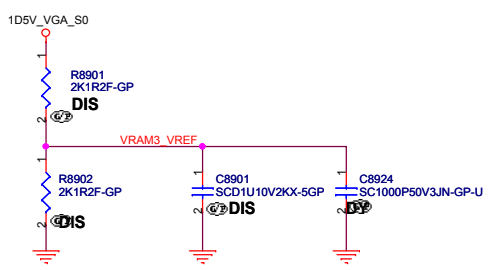 1D5V_VGA_S0
1
R8901
2K1R2F-GP
DIS
2
VRAM3_VREF
1
R8902
2K1R2F-GP
DIS
2
1
C8901
SCD1U10V2KX-5GP
DIS
2
1
C8924
SC1000P50V3JN-GP-U
2